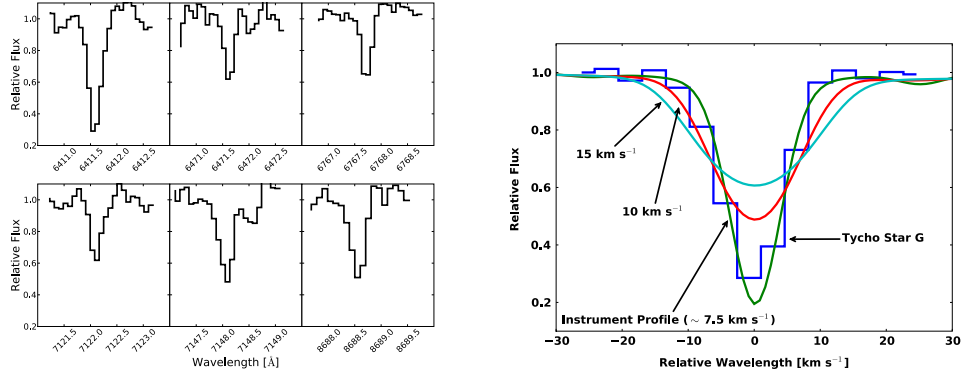 1.0
0.8
0.6
0.4
0.2
Relative Flux
6411.0 6411.5 6412.0 6412.5
6471.0 6471.5 6472.0 6472.5
6767.0 6767.5 6768.0 6768.5
1.0
0.8
0.6
0.4
0.2
Relative Flux
7121.5 7122.0 7122.5 7123.0
7147.5 7148.0 7148.5 7149.0
8688.0 8688.5 8689.0 8689.5
Wavelength [Å]
1.0
0.8
0.6
0.4
0.2
Relative Flux
15 km s⁻¹
10 km s⁻¹
Tycho Star G
Instrument Profile (∼ 7.5 km s⁻¹)
−30 −20 −10 0 10 20 30
Relative Wavelength [km s⁻¹]